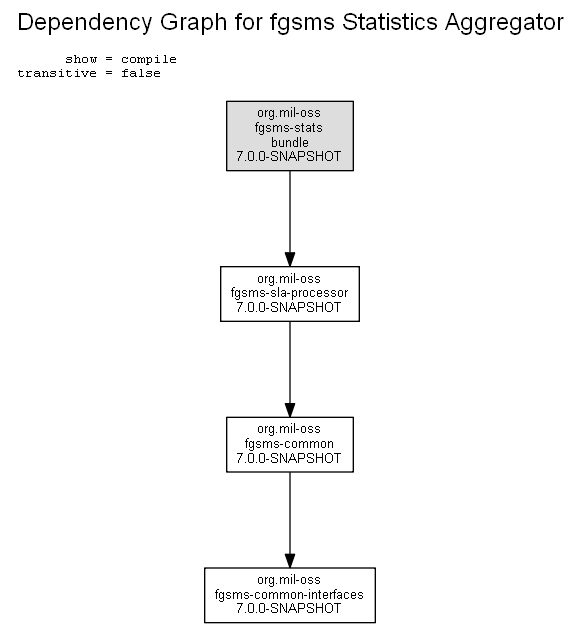 Dependency Graph for fgsms Statistics Aggregator
show = compile
transitive = false
org.mil-oss
fgsms-stats
bundle
7.0.0-SNAPSHOT
org.mil-oss
fgsms-sla-processor
7.0.0-SNAPSHOT
org.mil-oss
fgsms-common
7.0.0-SNAPSHOT
org.mil-oss
fgsms-common-interfaces
7.0.0-SNAPSHOT